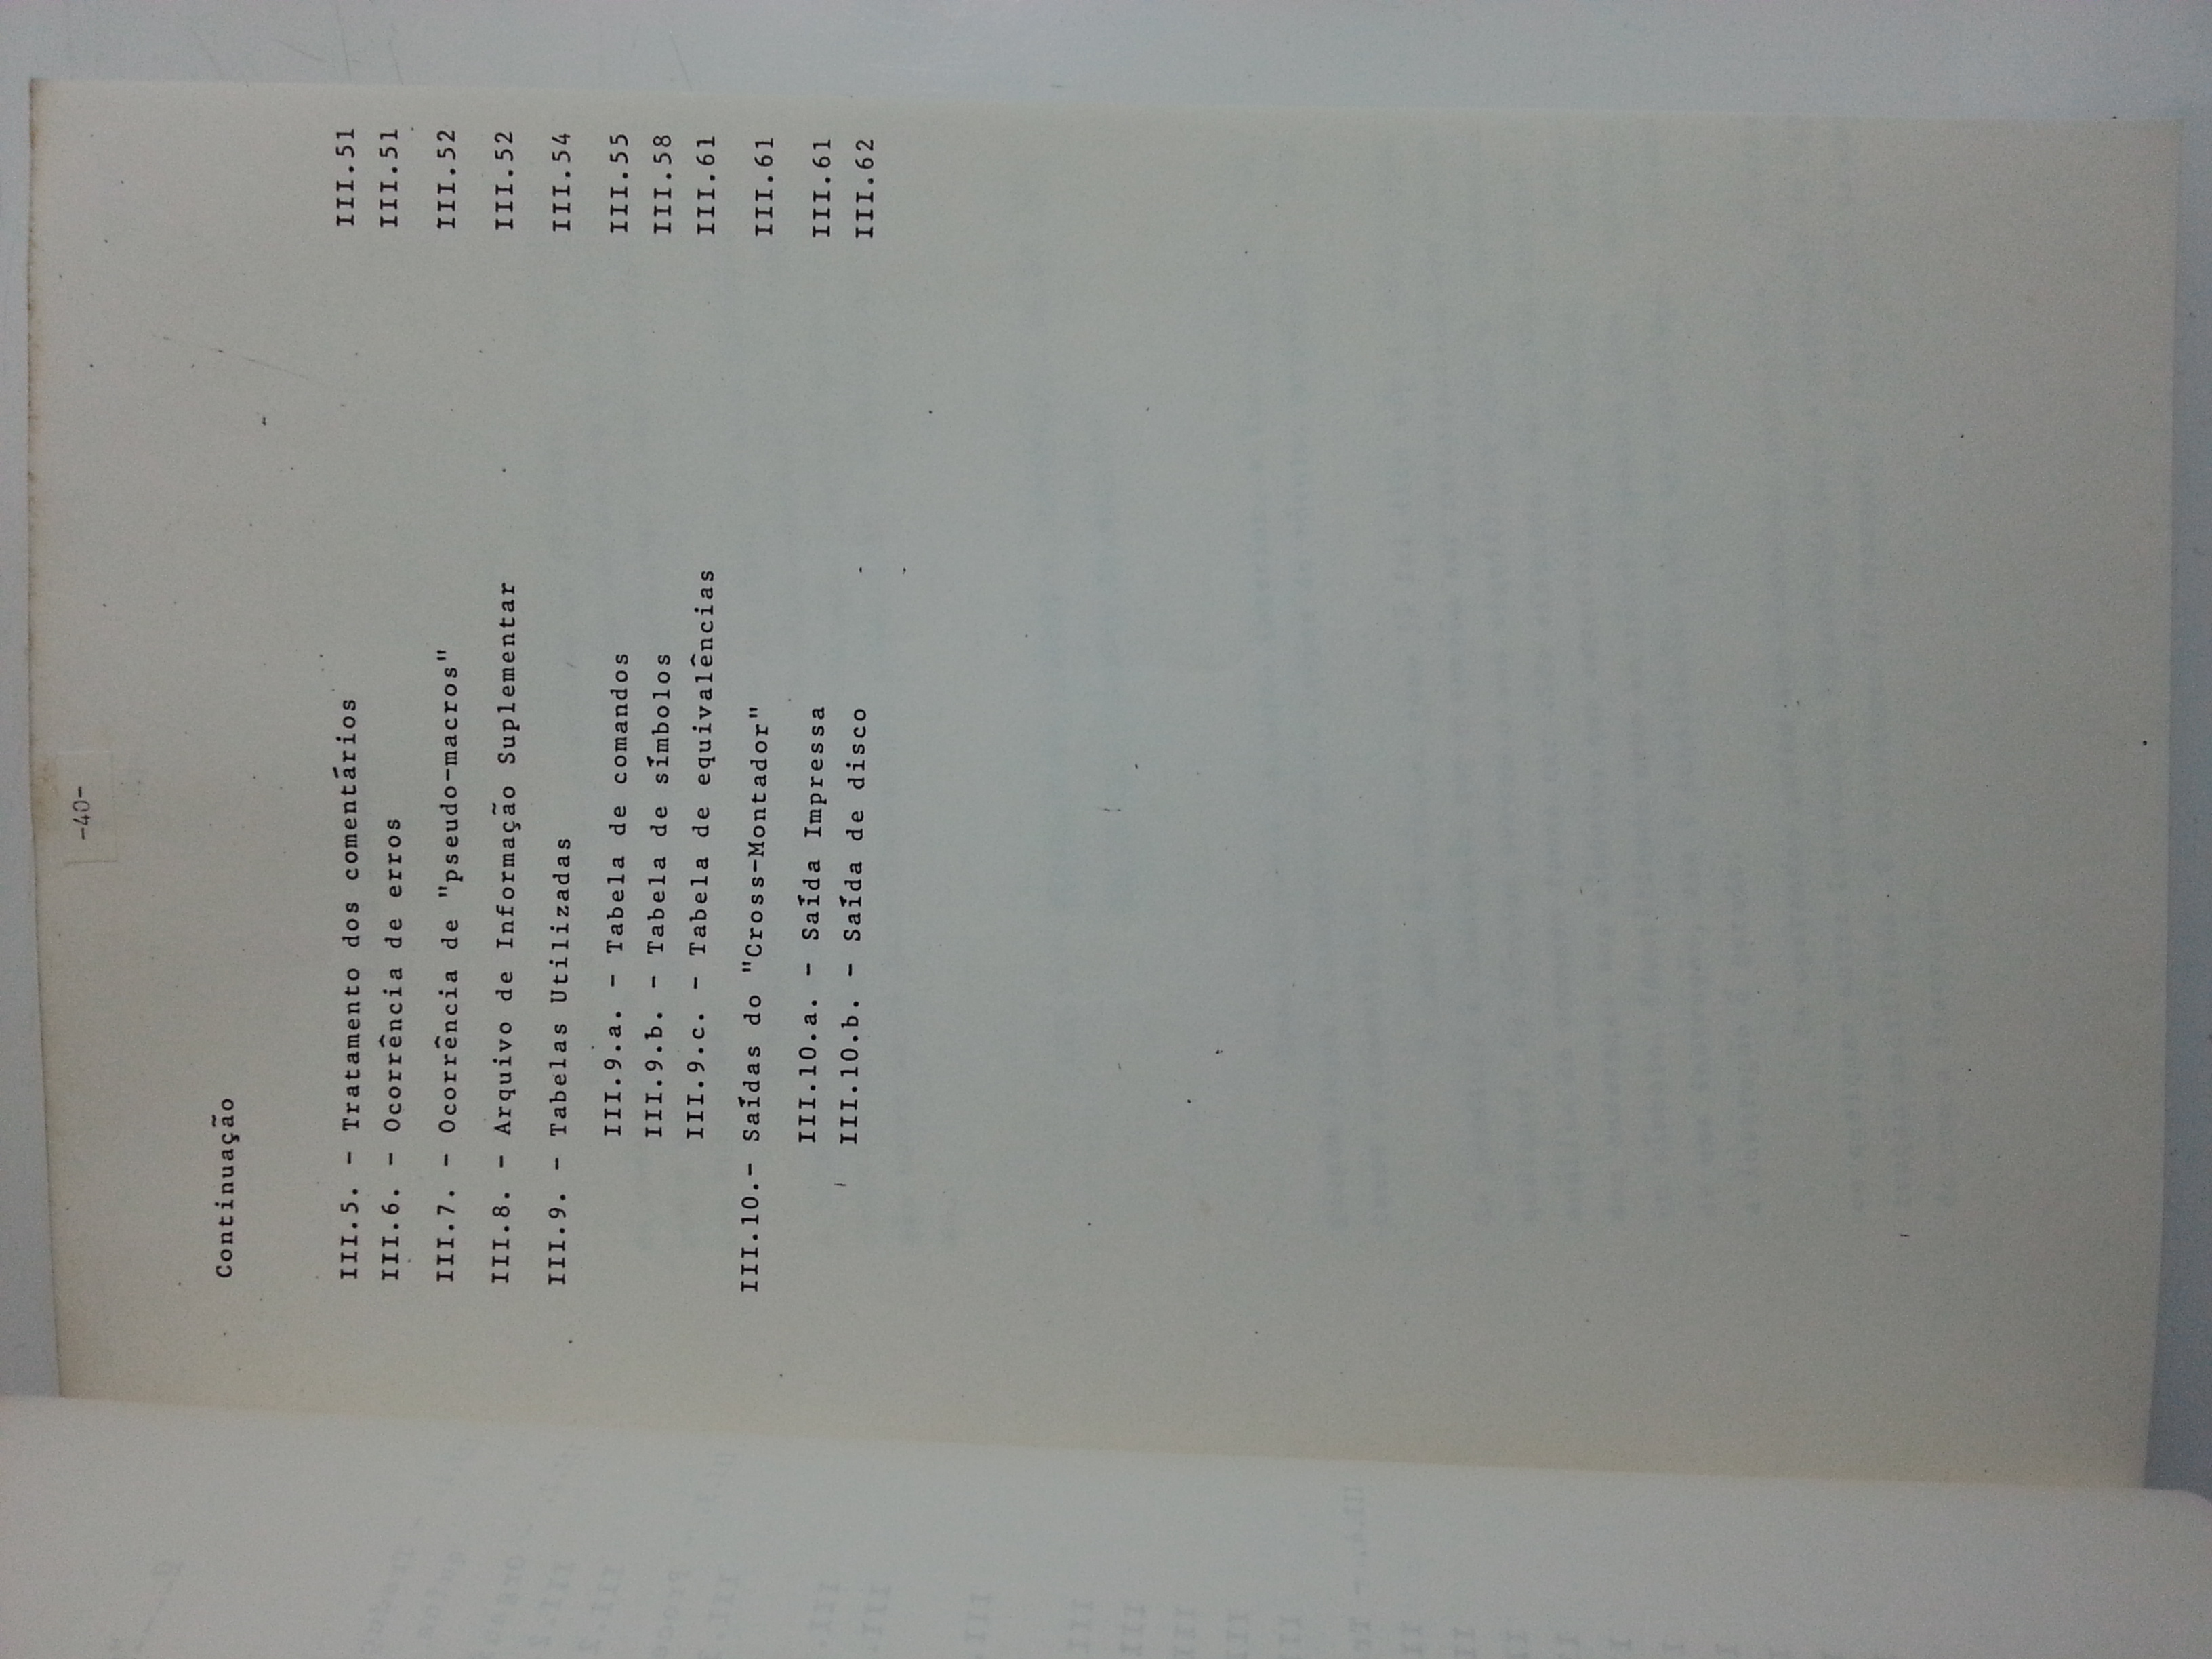 -40-
Continuação
III.5. - Tratamento dos comentários III.51
III.6. - Ocorrência de erros III.51
III.7. - Ocorrência de "pseudo-macros" III.52
III.8. - Arquivo de Informação Suplementar III.52
III.9. - Tabelas Utilizadas III.54
III.9.a. - Tabela de comandos III.55
III.9.b. - Tabela de símbolos III.58
III.9.c. - Tabela de equivalências III.61
III.10.- Saídas do "Cross-Montador" III.61
III.10.a. - Saída Impressa III.61
III.10.b. - Saída de disco III.62